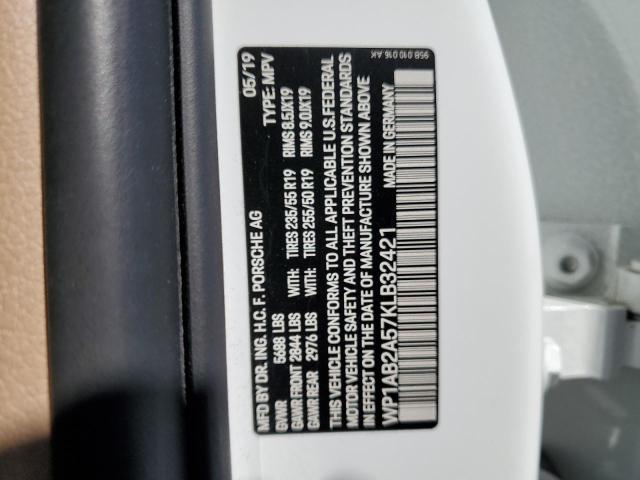 MFD BY DR. ING. H.C. F. PORSCHE AG 05/19
GVWR 5688 LBS TYPE: MPV
GAWR FRONT 2844 LBS WITH: TIRES 235/55 R19 RIMS 8.5JX19
GAWR REAR 2976 LBS WITH: TIRES 255/50 R19 RIMS 9.0JX19
THIS VEHICLE CONFORMS TO ALL APPLICABLE U.S. FEDERAL
MOTOR VEHICLE SAFETY AND THEFT PREVENTION STANDARDS
IN EFFECT ON THE DATE OF MANUFACTURE SHOWN ABOVE
WP1AB2A57KLB32421 MADE IN GERMANY
95B.010.016.AK